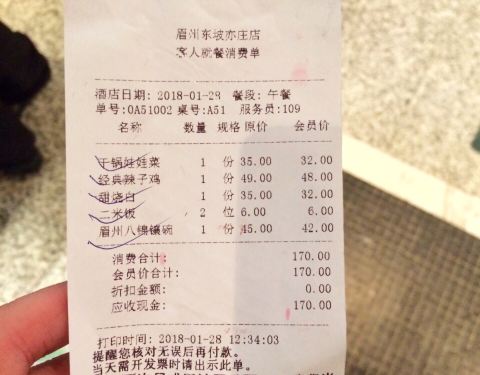 眉州东坡亦庄店
客人就餐消费单
酒店日期: 2018-01-28 餐段: 午餐
单号:0A51002 桌号:A51 服务员:109
名称 数量 规格 原价 会员价
干锅娃娃菜 1 份 35.00 32.00
经典辣子鸡 1 份 49.00 48.00
甜烧白 1 份 35.00 32.00
二米饭 2 位 6.00 6.00
眉州八锦镶碗 1 份 45.00 42.00
消费合计: 170.00
会员价合计: 170.00
折扣金额: 0.00
应收现金: 170.00
打印时间: 2018-01-28 12:34:03
提醒您核对无误后再付款。
当天需开发票时请出示此单。